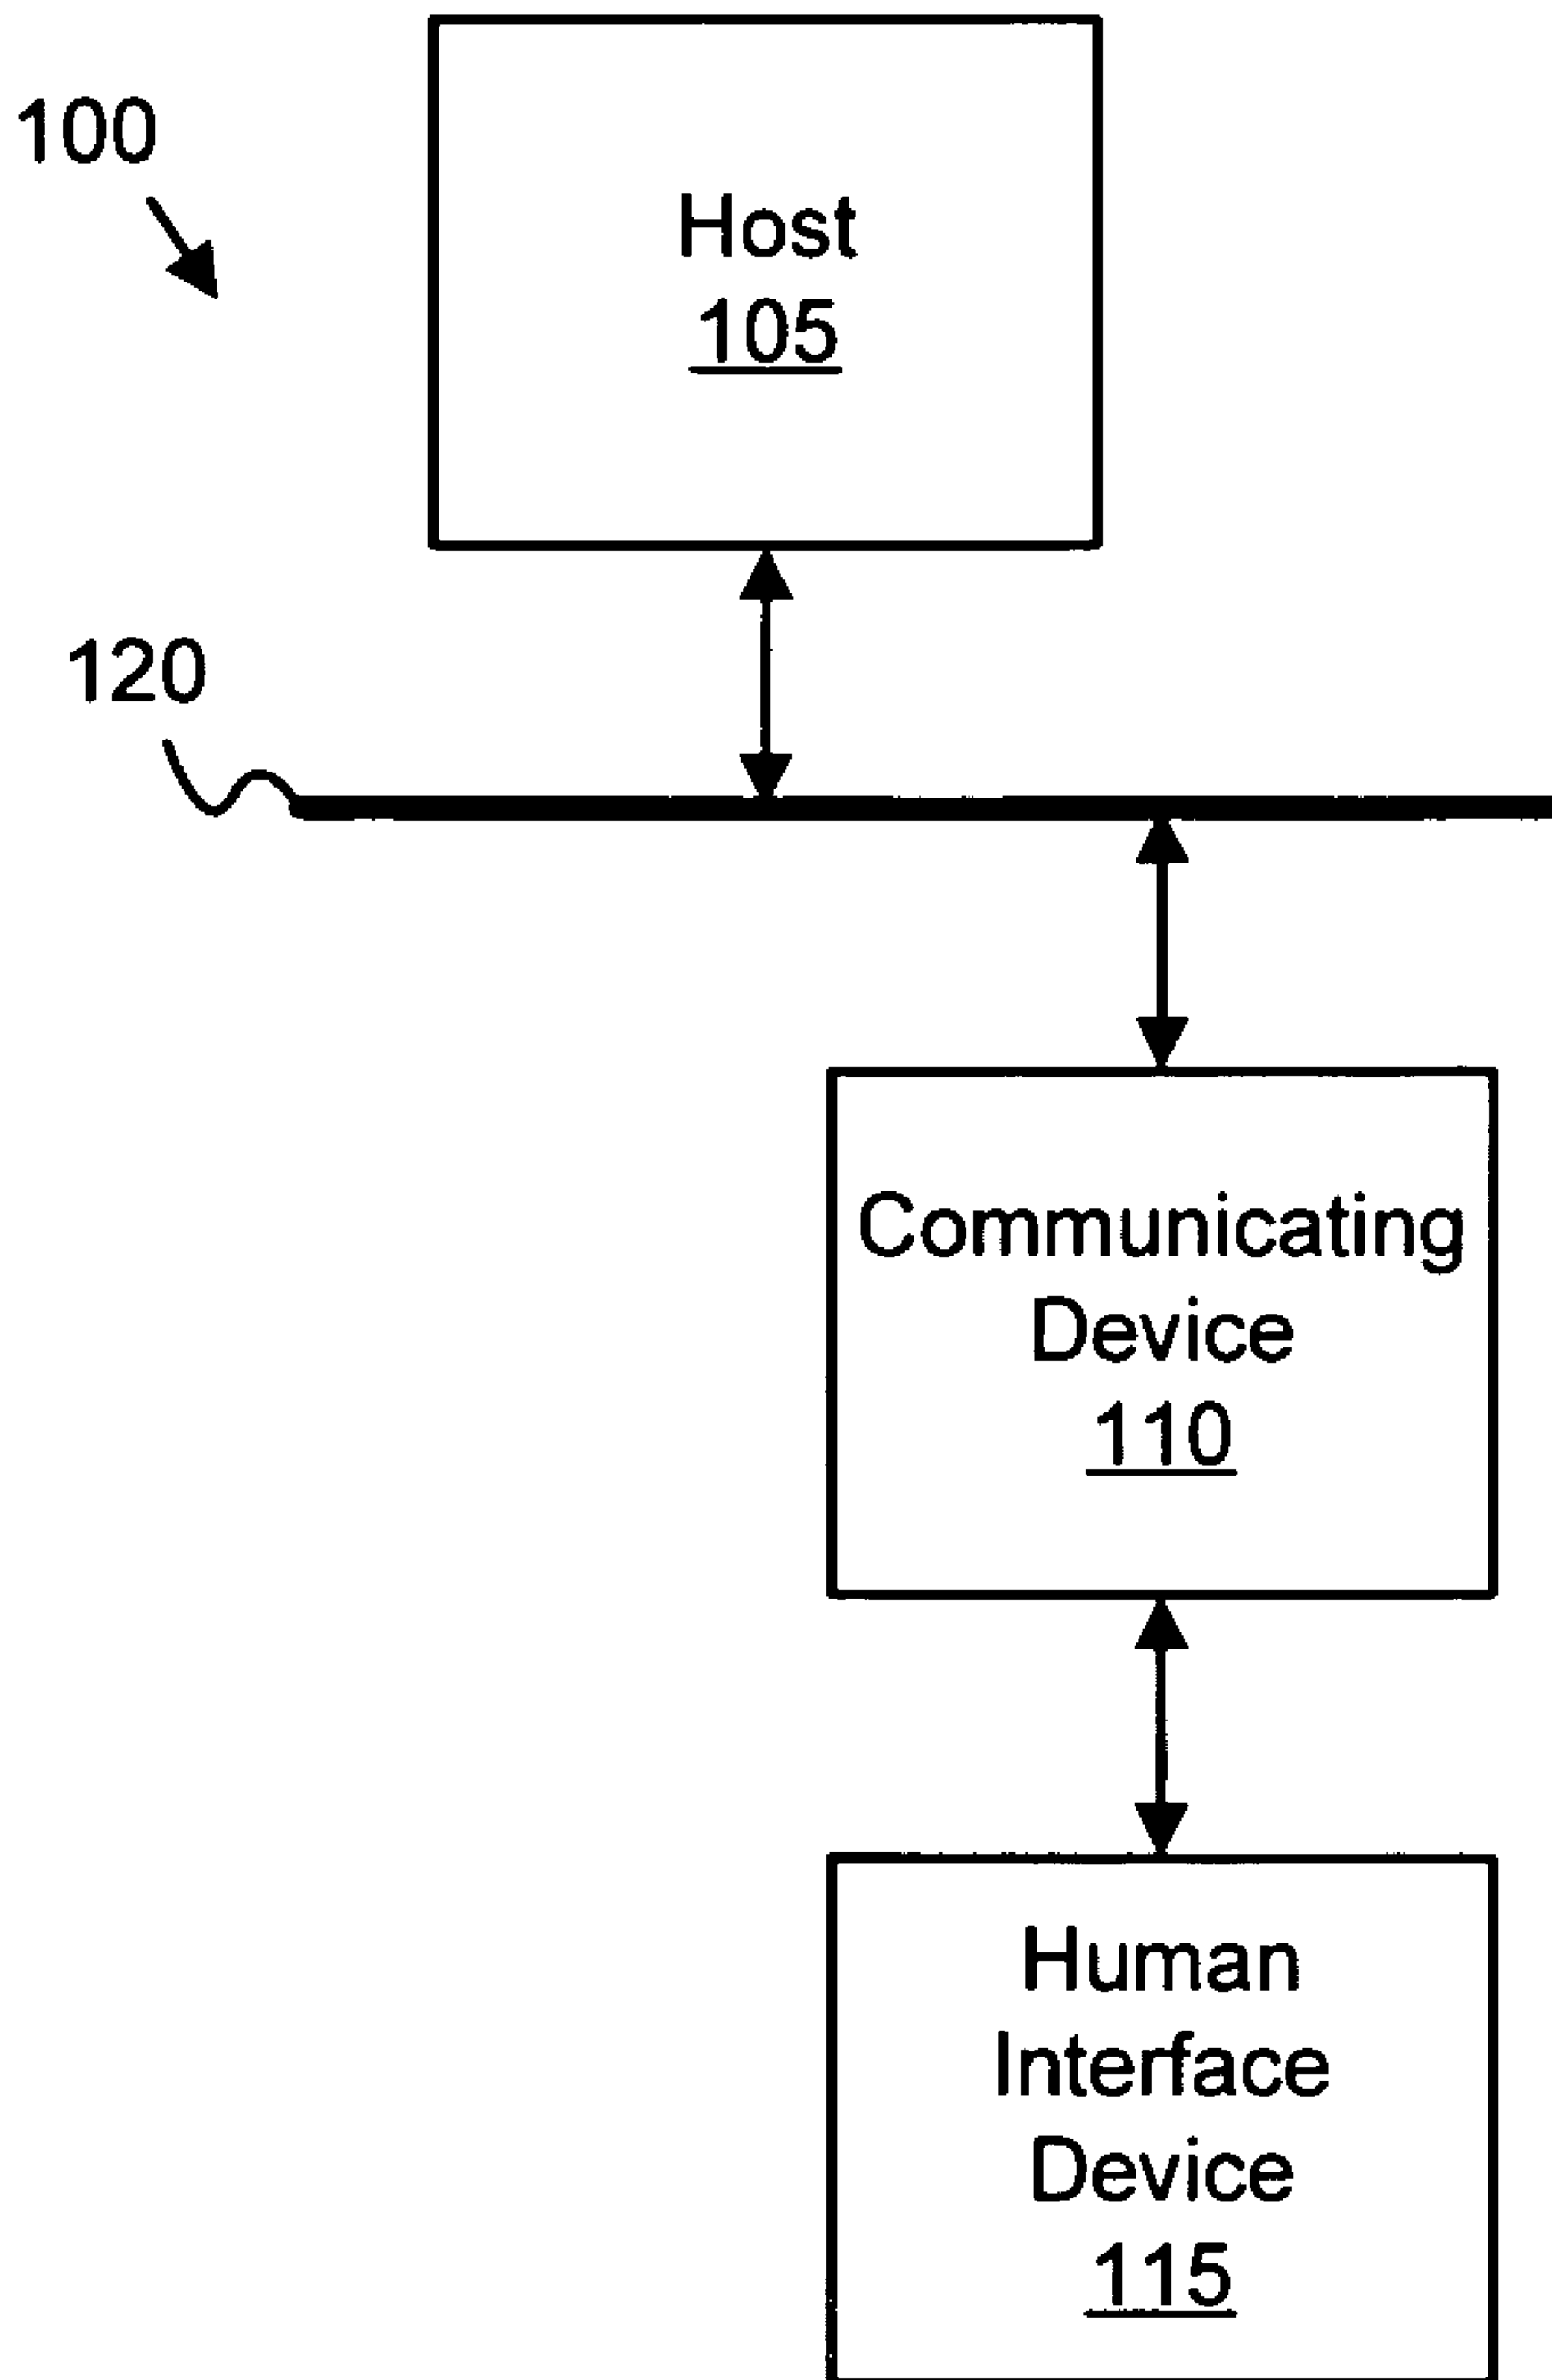 100
Host
105
120
Communicating
Device
110
Human
Interface
Device
115